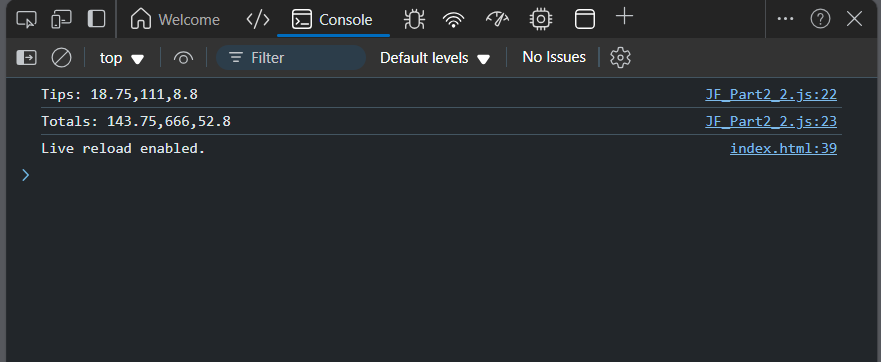 Welcome Console
top Filter Default levels No Issues
Tips: 18.75,111,8.8 JF_Part2_2.js:22
Totals: 143.75,666,52.8 JF_Part2_2.js:23
Live reload enabled. index.html:39